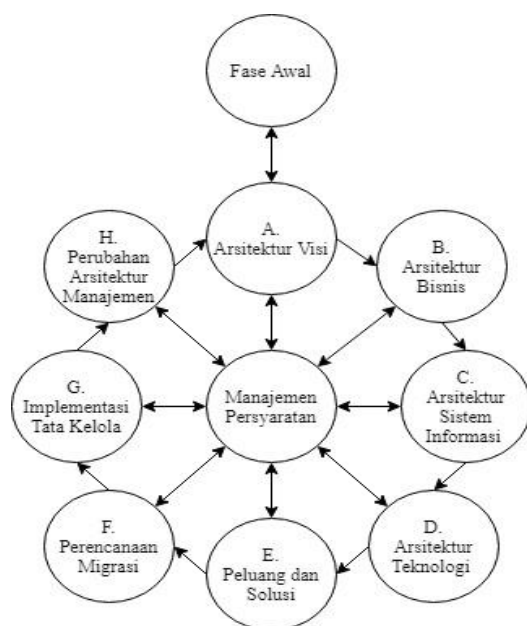 Fase Awal
A.
Arsitektur Visi
B.
Arsitektur
Bisnis
C.
Arsitektur
Sistem
Informasi
D.
Arsitektur
Teknologi
E.
Peluang dan
Solusi
F.
Perencanaan
Migrasi
G.
Implementasi
Tata Kelola
H.
Perubahan
Arsitektur
Manajemen
Manajemen
Persyaratan